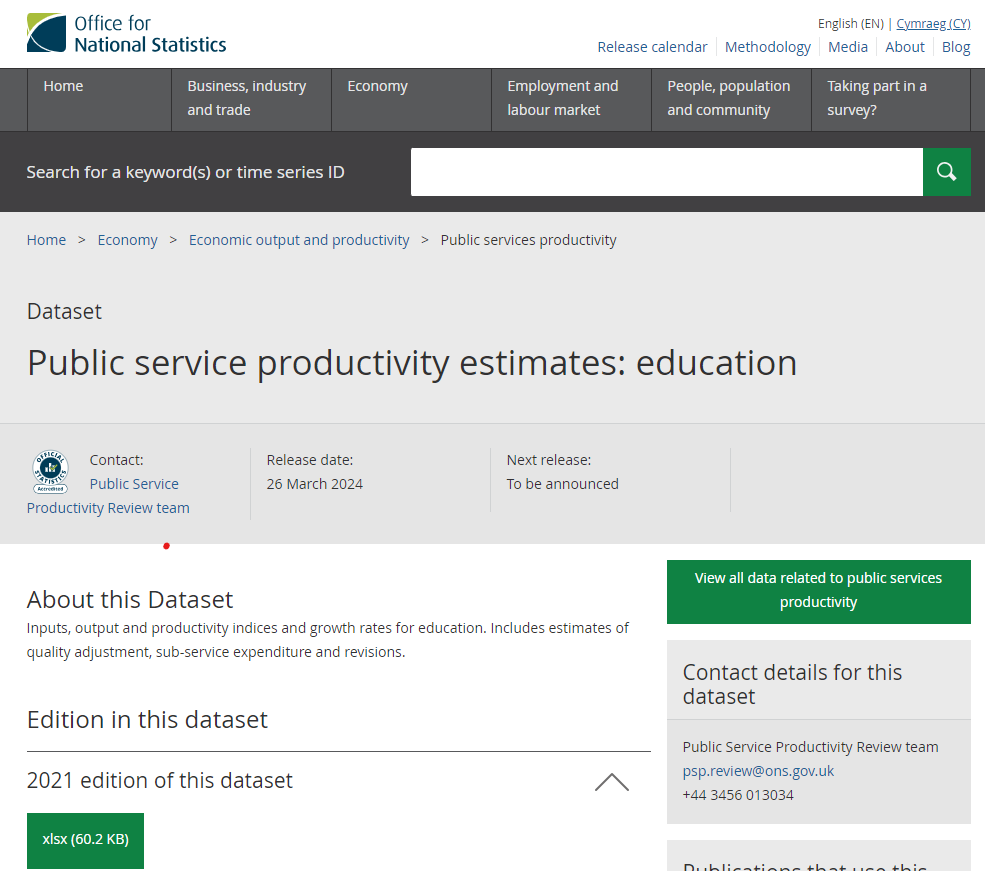 Office for
National Statistics
English (EN) | Cymraeg (CY)
Release calendar
Methodology
Media
About
Blog
Home
Business, industry
and trade
Economy
Employment and
labour market
People, population
and community
Taking part in a
survey?
Search for a keyword(s) or time series ID
Home > Economy > Economic output and productivity > Public services productivity
Dataset
Public service productivity estimates: education
OFFICIAL STATISTICS
Accredited
Contact:
Public Service
Productivity Review team
Release date:
26 March 2024
Next release:
To be announced
About this Dataset
Inputs, output and productivity indices and growth rates for education. Includes estimates of
quality adjustment, sub-service expenditure and revisions.
Edition in this dataset
2021 edition of this dataset
xlsx (60.2 KB)
View all data related to public services
productivity
Contact details for this
dataset
Public Service Productivity Review team
psp.review@ons.gov.uk
+44 3456 013034
Publications that use this